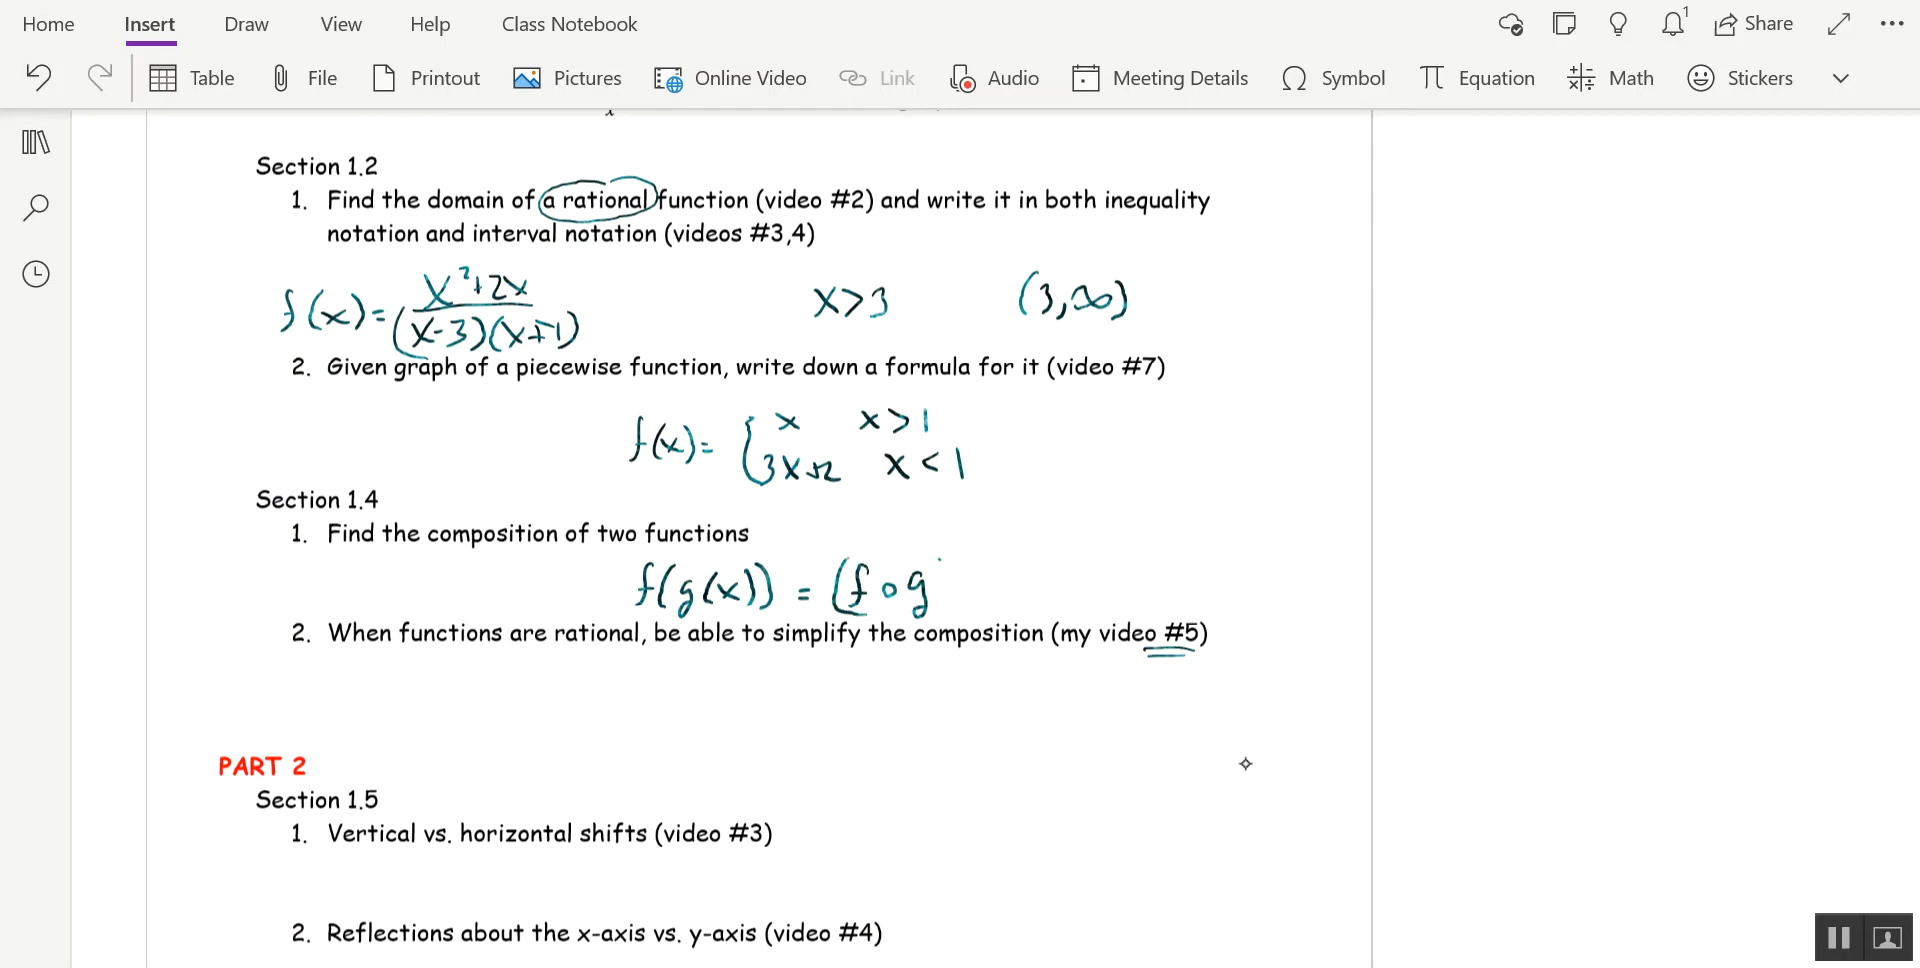 Home Insert Draw View Help Class Notebook 1 Share
Table File Printout Pictures Online Video Link Audio Meeting Details Symbol Equation Math Stickers
x
Section 1.2
1. Find the domain of a rational function (video #2) and write it in both inequality
notation and interval notation (videos #3,4)
f(x)= x²+2x / (x-3)(x+1) x>3 (3,∞)
2. Given graph of a piecewise function, write down a formula for it (video #7)
f(x)= { x x>1
3x+2 x<1
Section 1.4
1. Find the composition of two functions
f(g(x)) = (f∘g
2. When functions are rational, be able to simplify the composition (my video #5)
PART 2
Section 1.5
1. Vertical vs. horizontal shifts (video #3)
2. Reflections about the x-axis vs. y-axis (video #4)